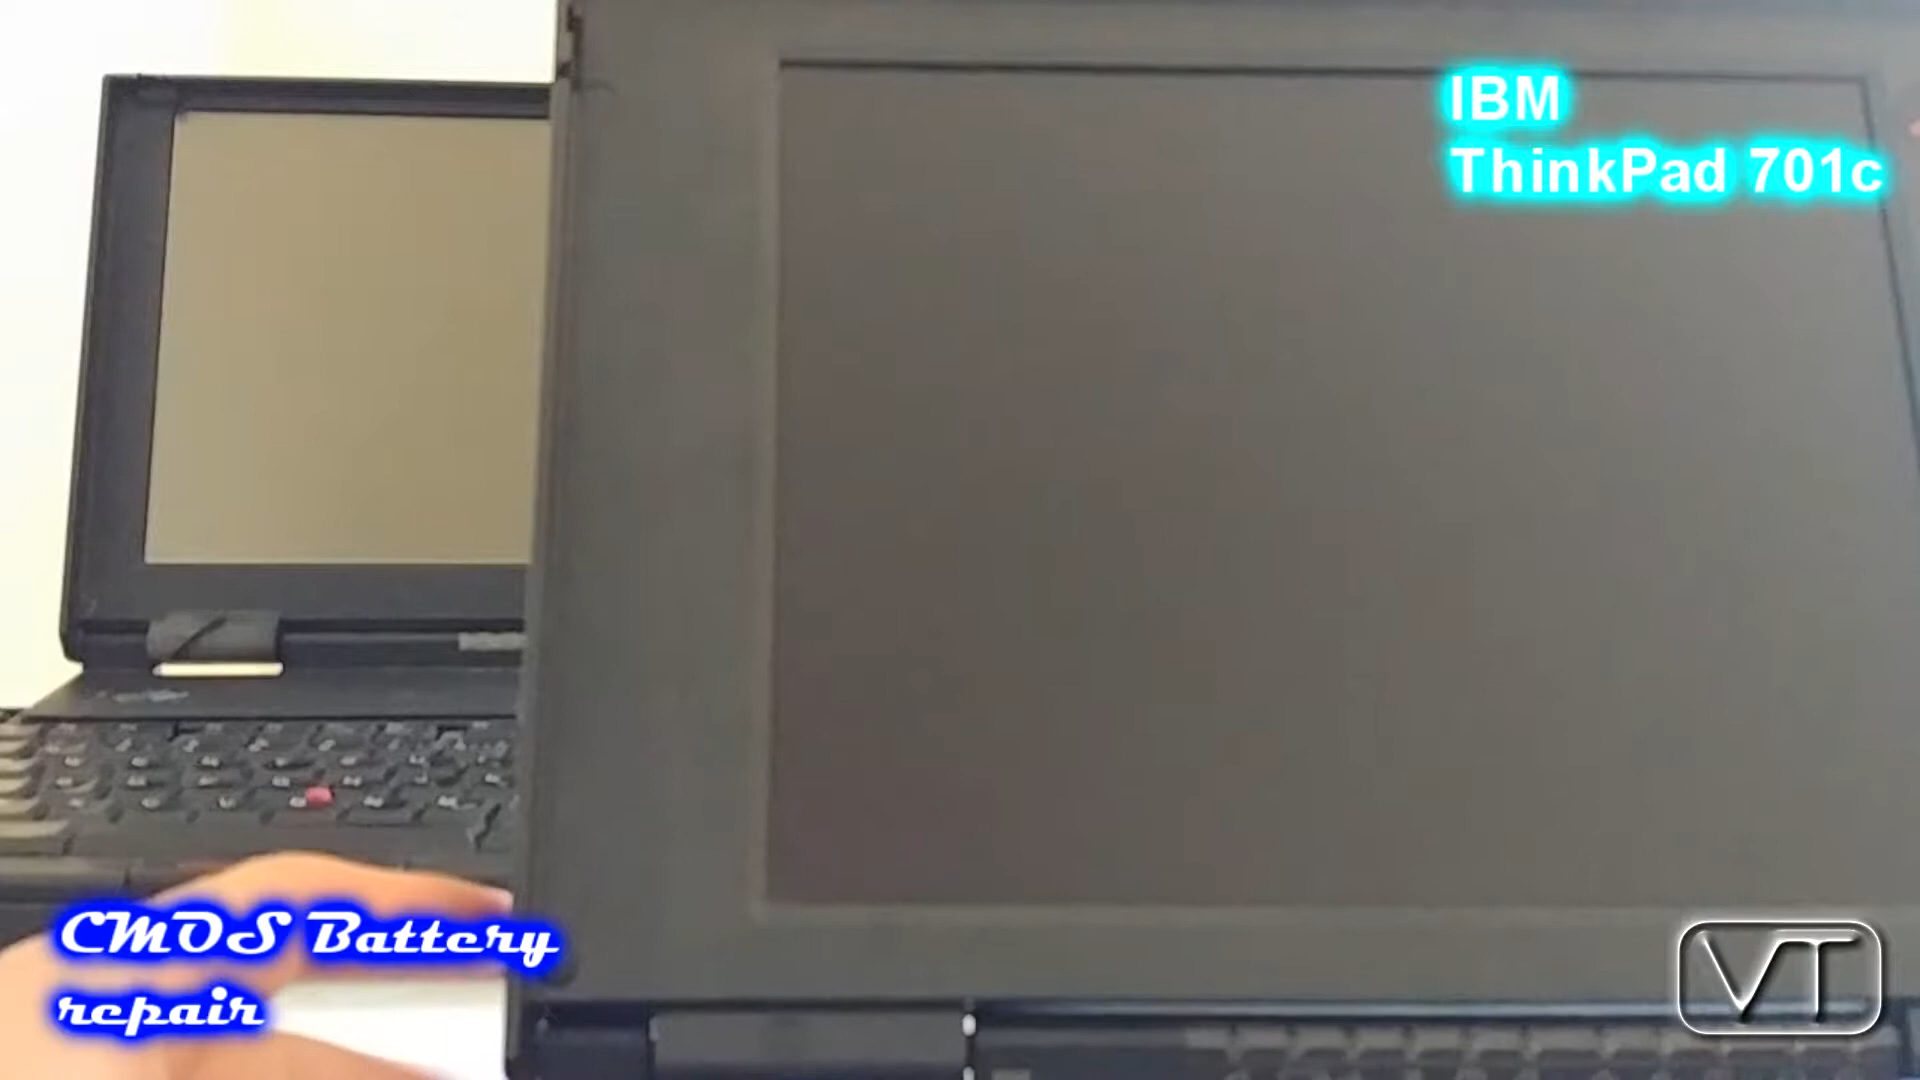 IBM
ThinkPad 701c
CMOS Battery
repair
VT